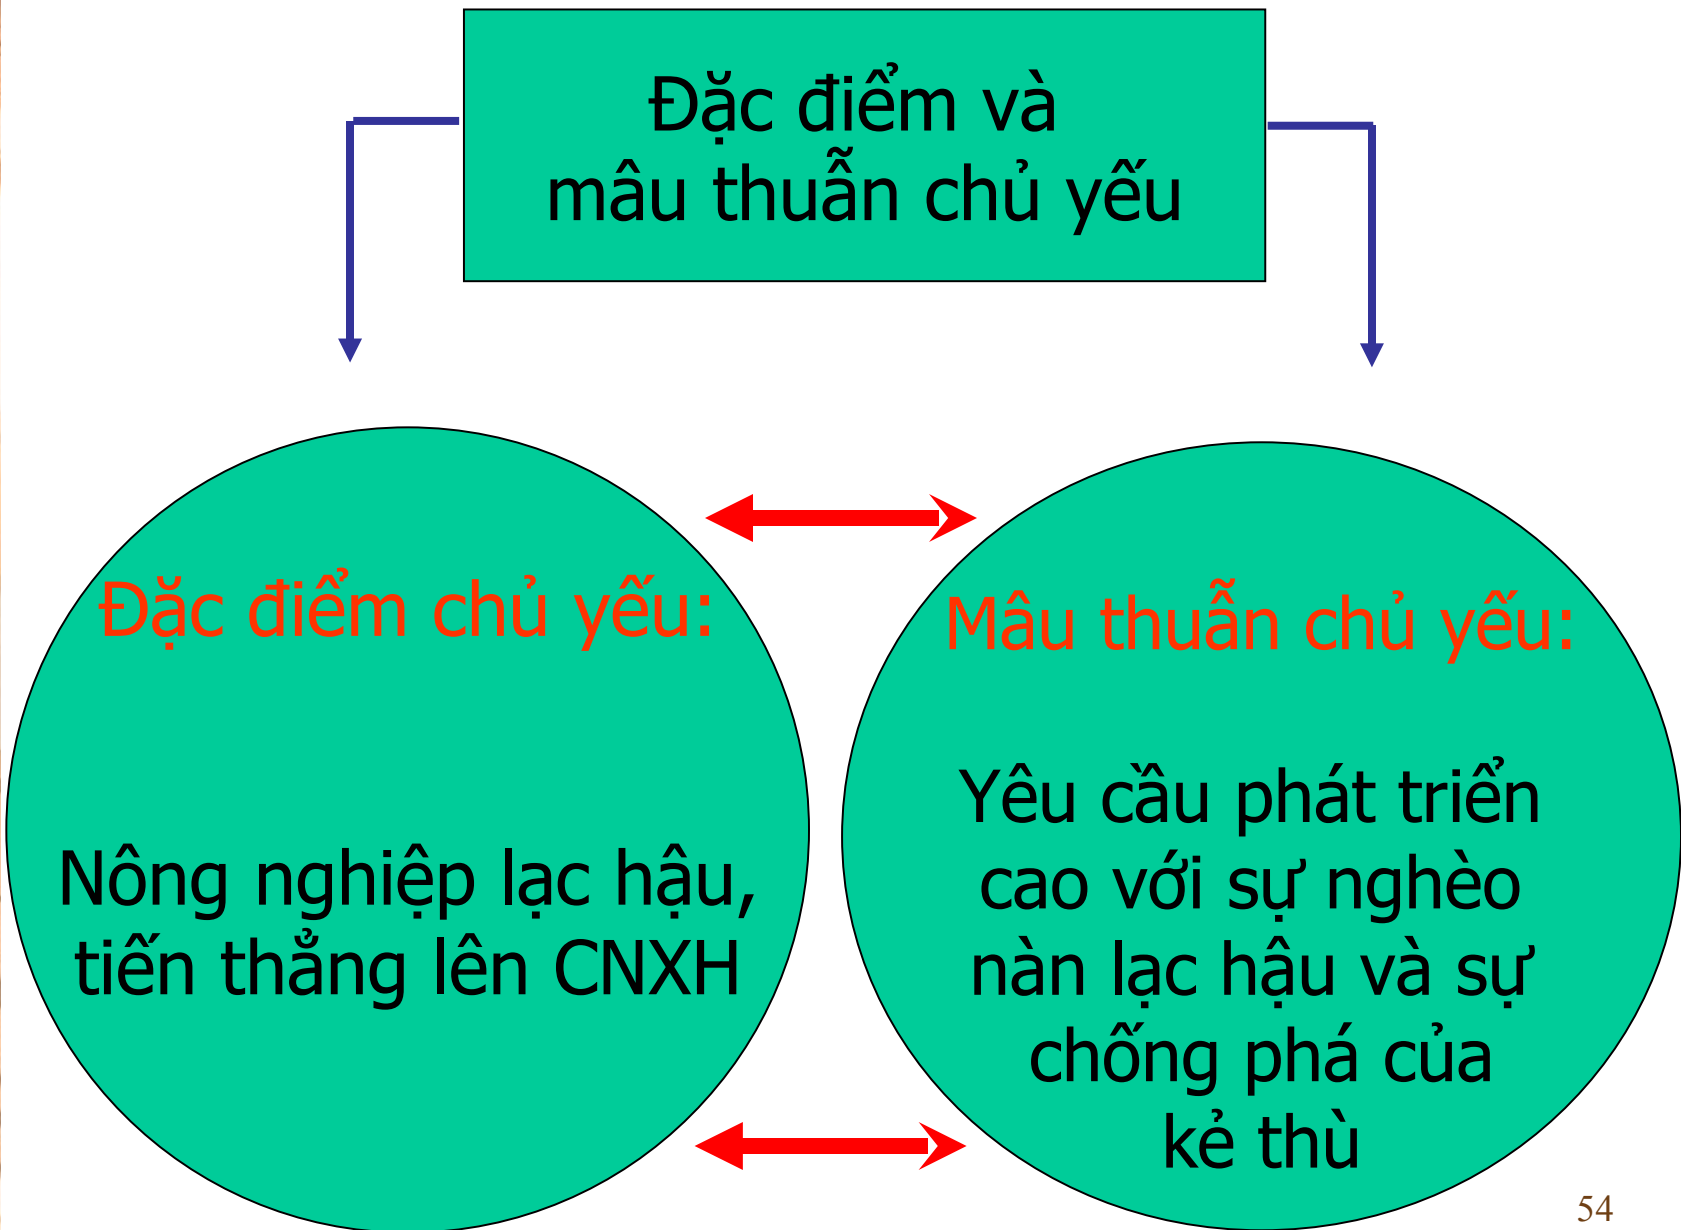 Đặc điểm và
mâu thuẫn chủ yếu
Đặc điểm chủ yếu:
Nông nghiệp lạc hậu,
tiến thẳng lên CNXH
Mâu thuẫn chủ yếu:
Yêu cầu phát triển
cao với sự nghèo
nàn lạc hậu và sự
chống phá của
kẻ thù
54